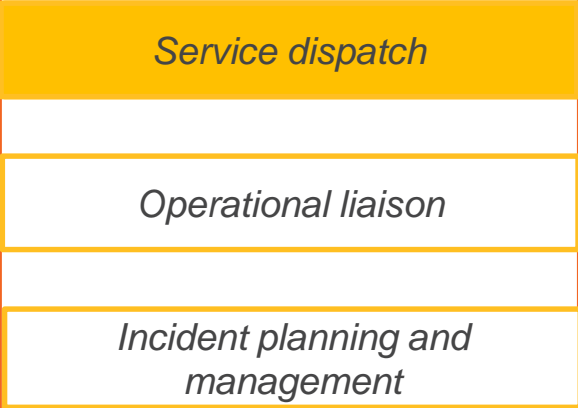 Service dispatch
Operational liaison
Incident planning and
management